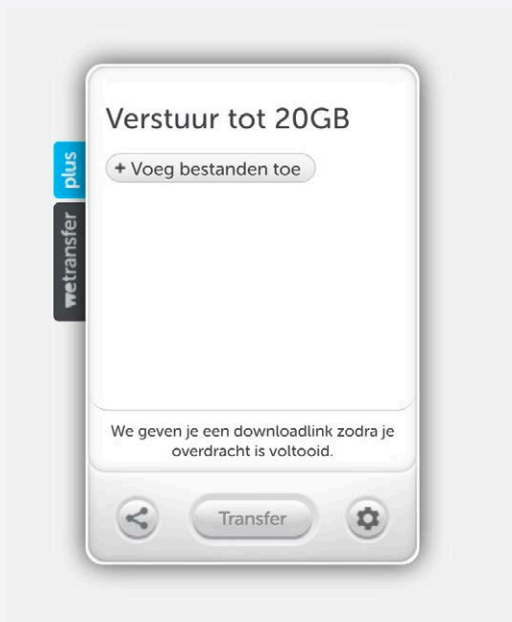 Verstuur tot 20GB
+ Voeg bestanden toe
plus
wetransfer
We geven je een downloadlink zodra je
overdracht is voltooid.
Transfer